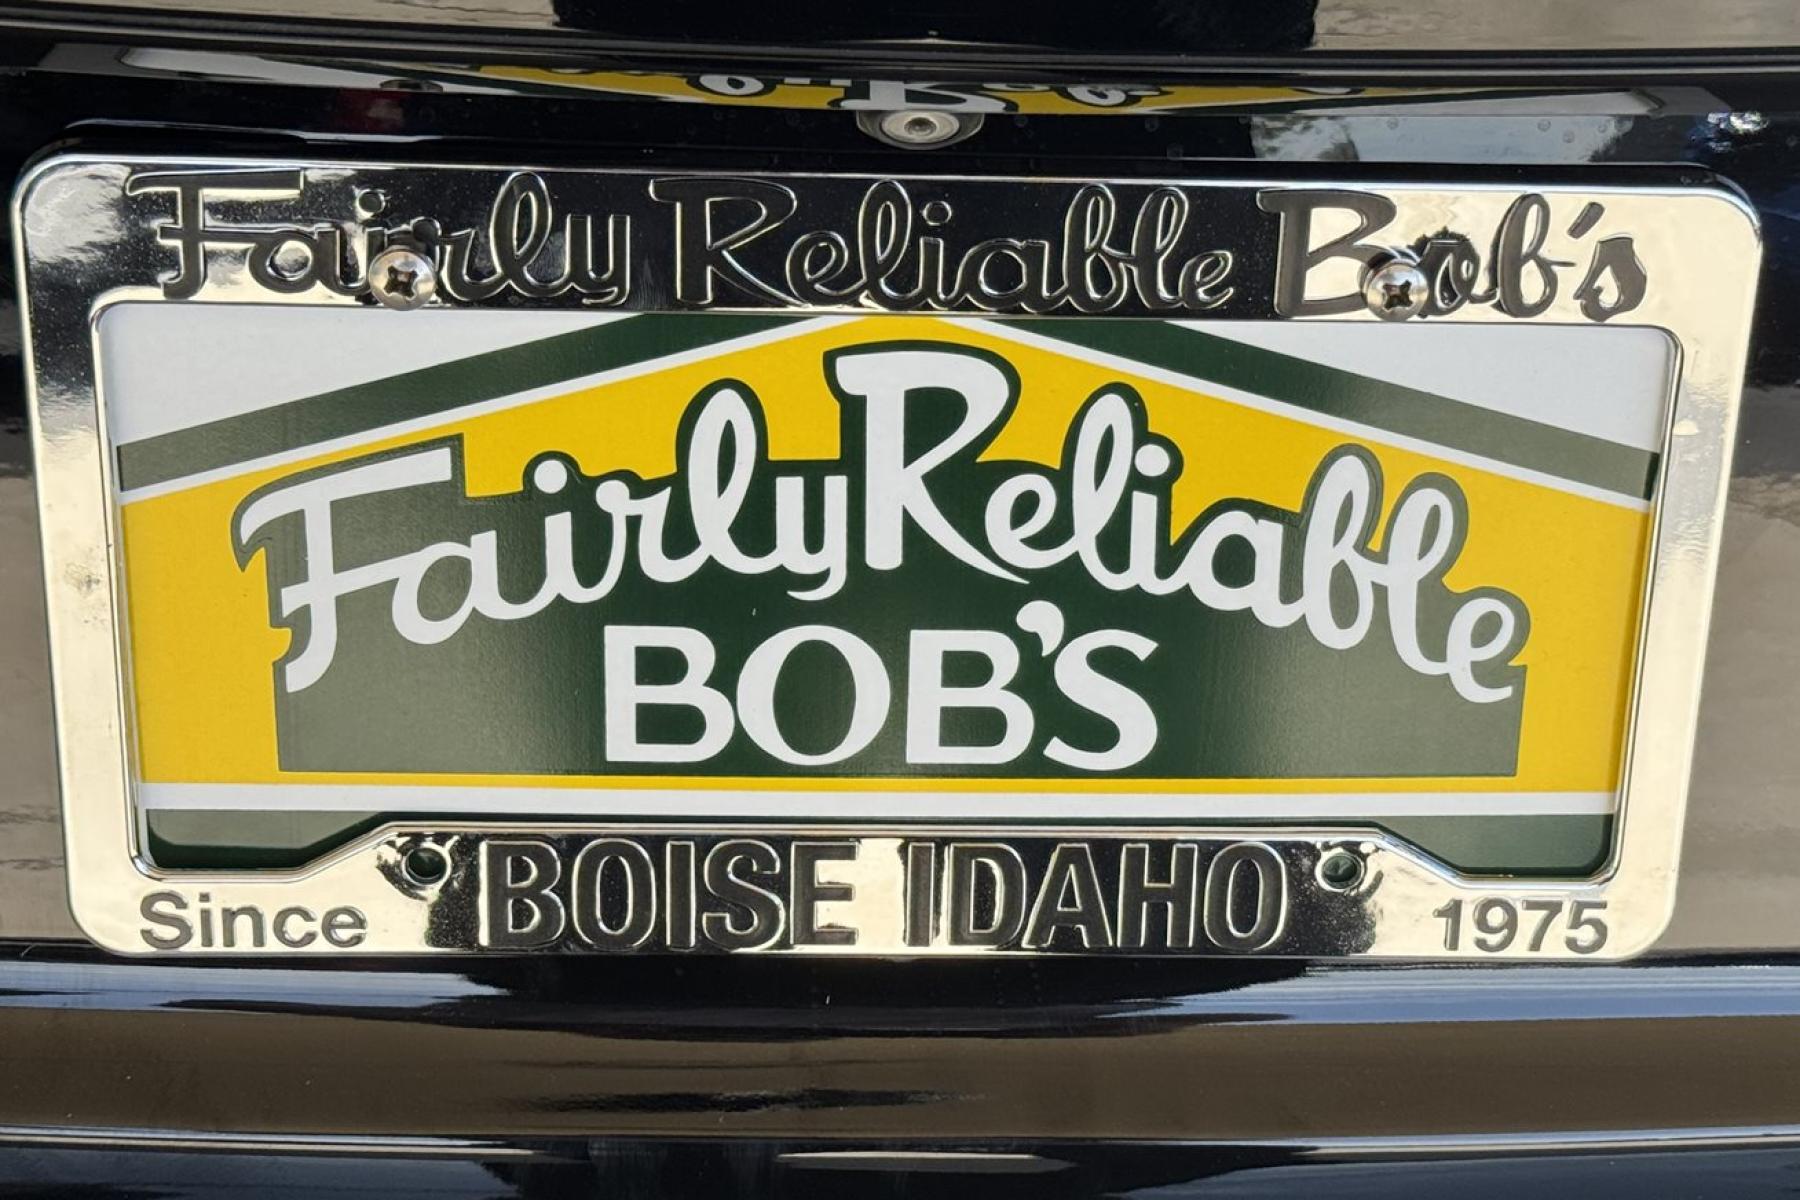 Fairly Reliable Bob's
Fairly Reliable
BOB'S
Since BOISE IDAHO 1975